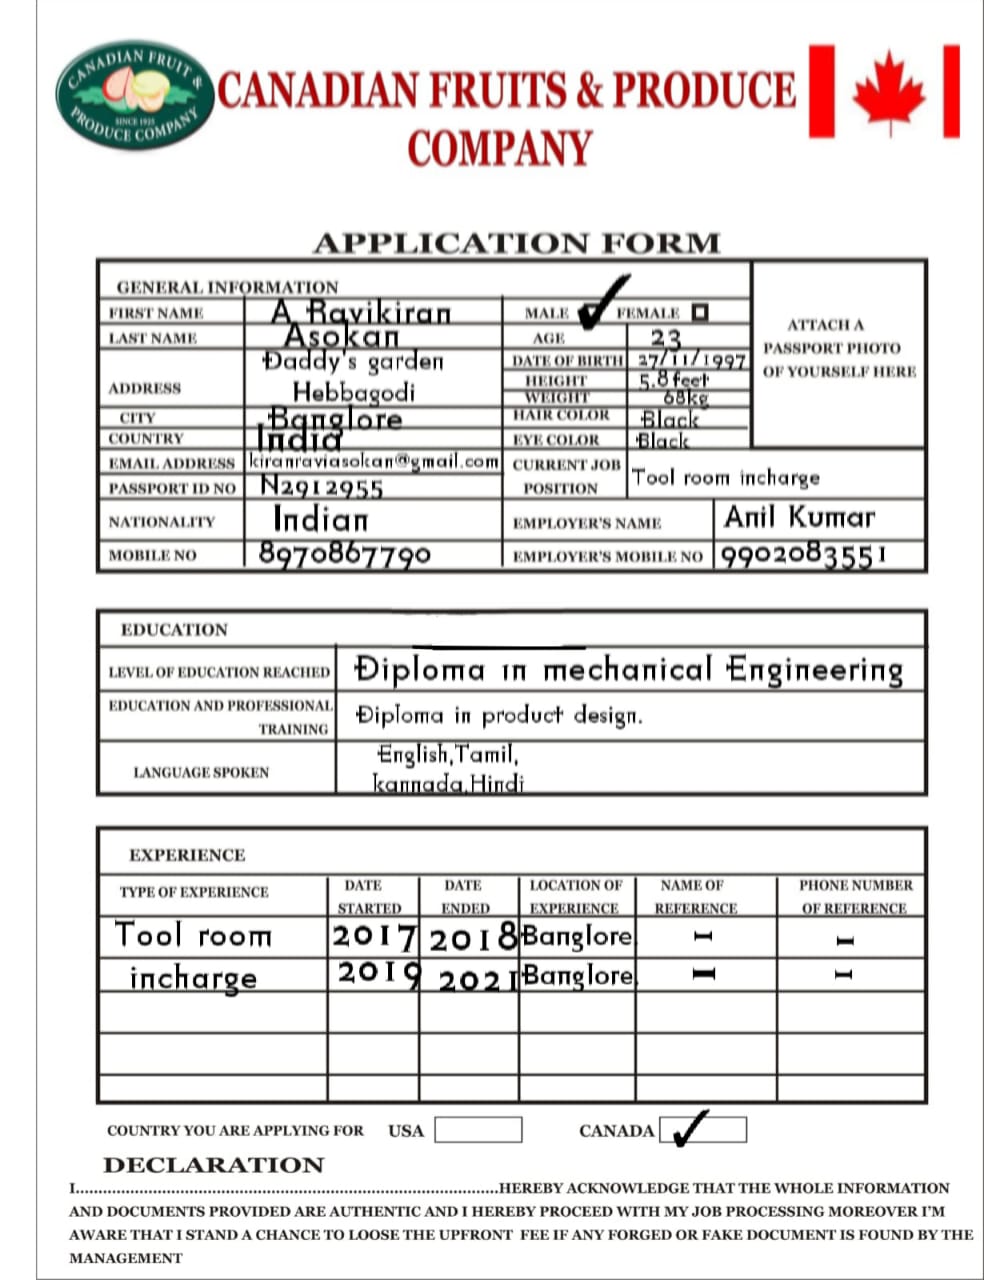 CANADIAN FRUIT &
PRODUCE COMPANY
SINCE 1925
CANADIAN FRUITS & PRODUCE
COMPANY
APPLICATION FORM
GENERAL INFORMATION
FIRST NAME A Ravikiran MALE FEMALE
LAST NAME Asokan AGE 23
ATTACH A
PASSPORT PHOTO
OF YOURSELF HERE
ADDRESS Daddy's garden
Hebbagodi
DATE OF BIRTH 27/11/1997
HEIGHT 5.8 feet
WEIGHT 68kg
CITY Banglore HAIR COLOR Black
COUNTRY India EYE COLOR Black
EMAIL ADDRESS kiranraviasokan@gmail.com CURRENT JOB
POSITION Tool room incharge
PASSPORT ID NO N2912955
NATIONALITY Indian EMPLOYER'S NAME Anil Kumar
MOBILE NO 8970867790 EMPLOYER'S MOBILE NO 9902083551
EDUCATION
LEVEL OF EDUCATION REACHED Diploma in mechanical Engineering
EDUCATION AND PROFESSIONAL
TRAINING Diploma in product design.
LANGUAGE SPOKEN English,Tamil,
kannada,Hindi
EXPERIENCE
TYPE OF EXPERIENCE DATE
STARTED DATE
ENDED LOCATION OF
EXPERIENCE NAME OF
REFERENCE PHONE NUMBER
OF REFERENCE
Tool room 2017 2018 Banglore - -
incharge 2019 2021 Banglore - -
COUNTRY YOU ARE APPLYING FOR USA CANADA
DECLARATION
I..............................................................................................HEREBY ACKNOWLEDGE THAT THE WHOLE INFORMATION
AND DOCUMENTS PROVIDED ARE AUTHENTIC AND I HEREBY PROCEED WITH MY JOB PROCESSING MOREOVER I'M
AWARE THAT I STAND A CHANCE TO LOOSE THE UPFRONT FEE IF ANY FORGED OR FAKE DOCUMENT IS FOUND BY THE
MANAGEMENT